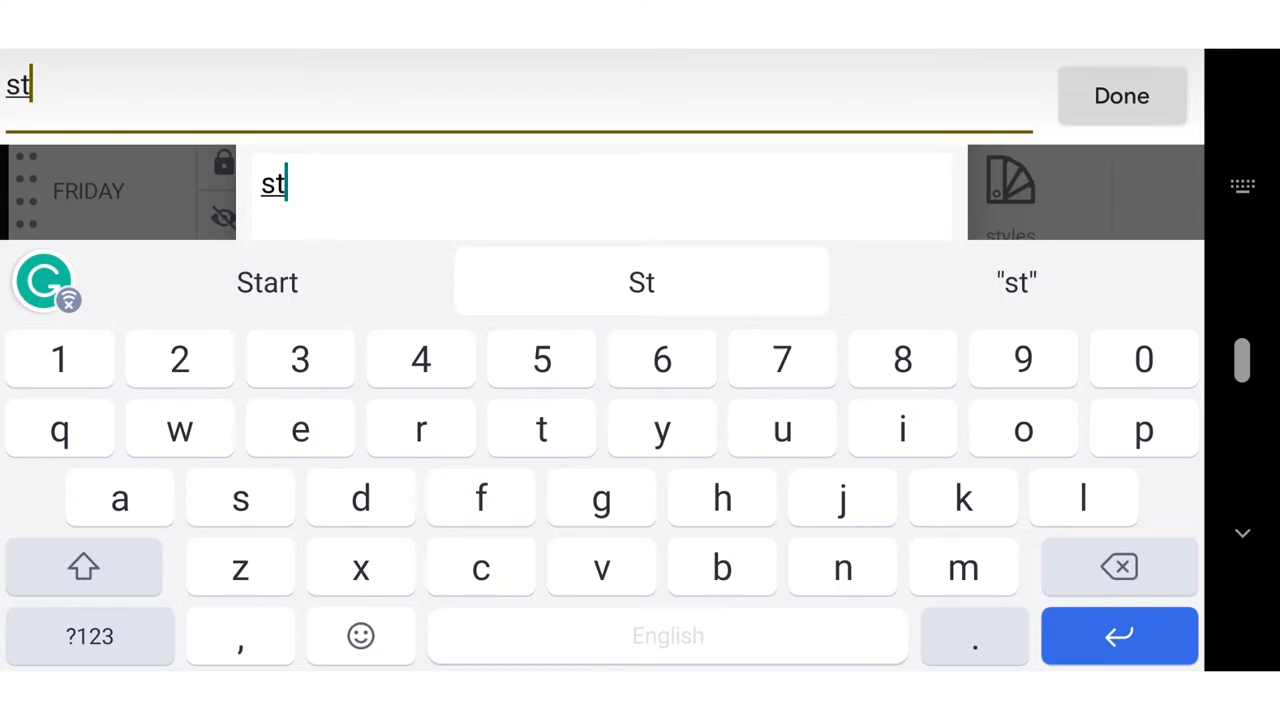 st
Done
FRIDAY
st
styles
Start St "st"
1 2 3 4 5 6 7 8 9 0
q w e r t y u i o p
a s d f g h j k l
z x c v b n m
?123 , English .